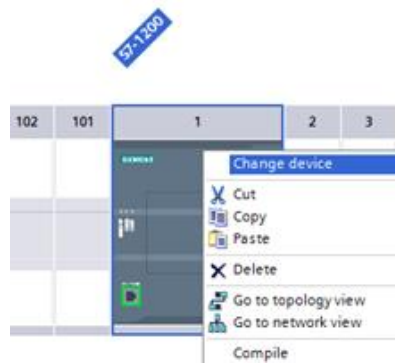 S7-1200
102 101 1 2 3
SIEMENS
Change device
Cut
Copy
Paste
Delete
Go to topology view
Go to network view
Compile